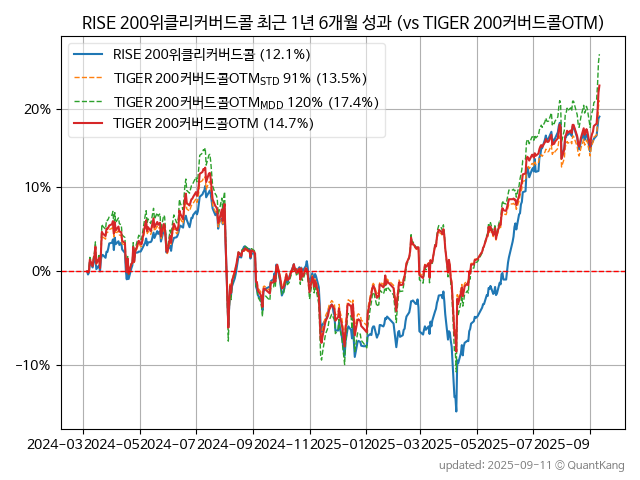 RISE 200위클리커버드콜 최근 1년 6개월 성과 (vs TIGER 200커버드콜OTM)
RISE 200위클리커버드콜 (12.1%)
TIGER 200커버드콜OTM_STD 91% (13.5%)
TIGER 200커버드콜OTM_MDD 120% (17.4%)
TIGER 200커버드콜OTM (14.7%)
20%
10%
0%
−10%
2024-03 2024-05 2024-07 2024-09 2024-11 2025-01 2025-03 2025-05 2025-07 2025-09
updated: 2025-09-11 © QuantKang